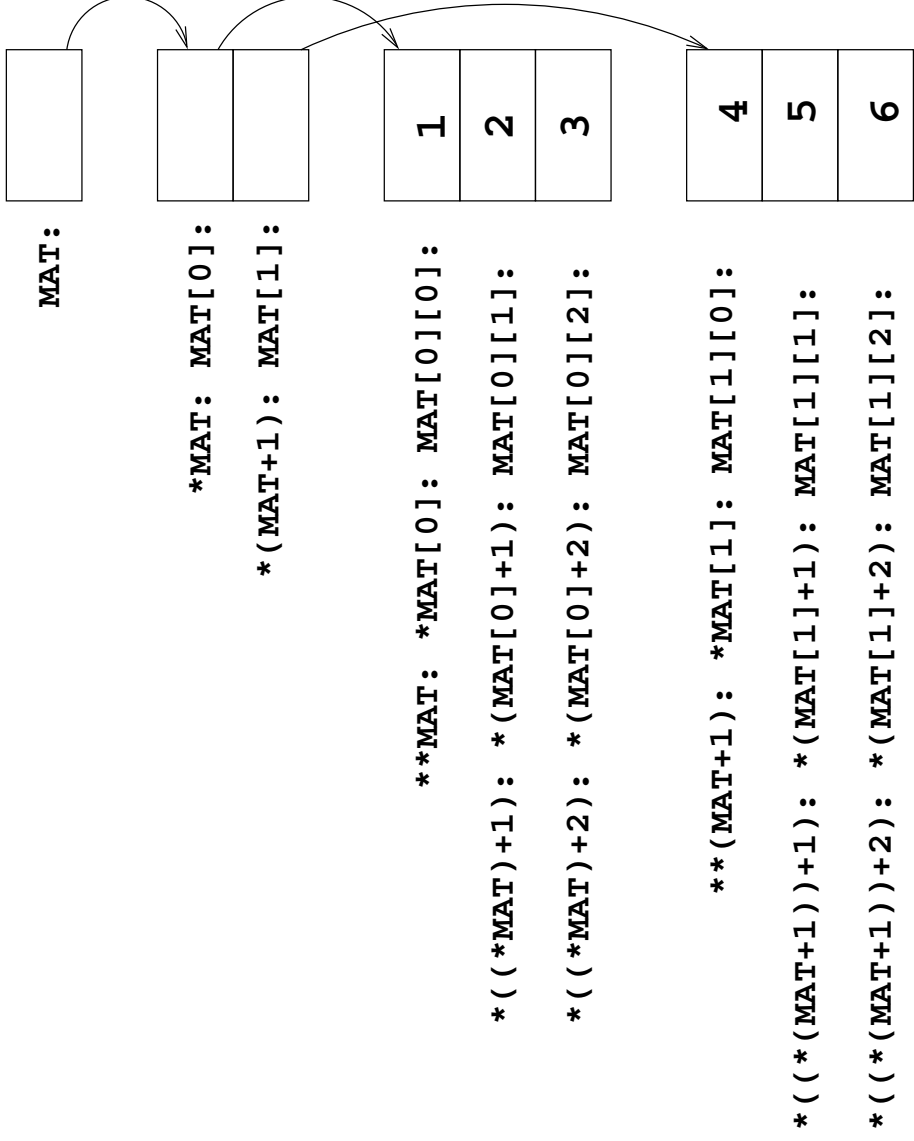 MAT:
*MAT: MAT[0]:
*(MAT+1): MAT[1]:
**MAT: *MAT[0]: MAT[0][0]: 1
*((*MAT)+1): *(MAT[0]+1): MAT[0][1]: 2
*((*MAT)+2): *(MAT[0]+2): MAT[0][2]: 3
**(MAT+1): *MAT[1]: MAT[1][0]: 4
*((*(MAT+1))+1): *(MAT[1]+1): MAT[1][1]: 5
*((*(MAT+1))+2): *(MAT[1]+2): MAT[1][2]: 6